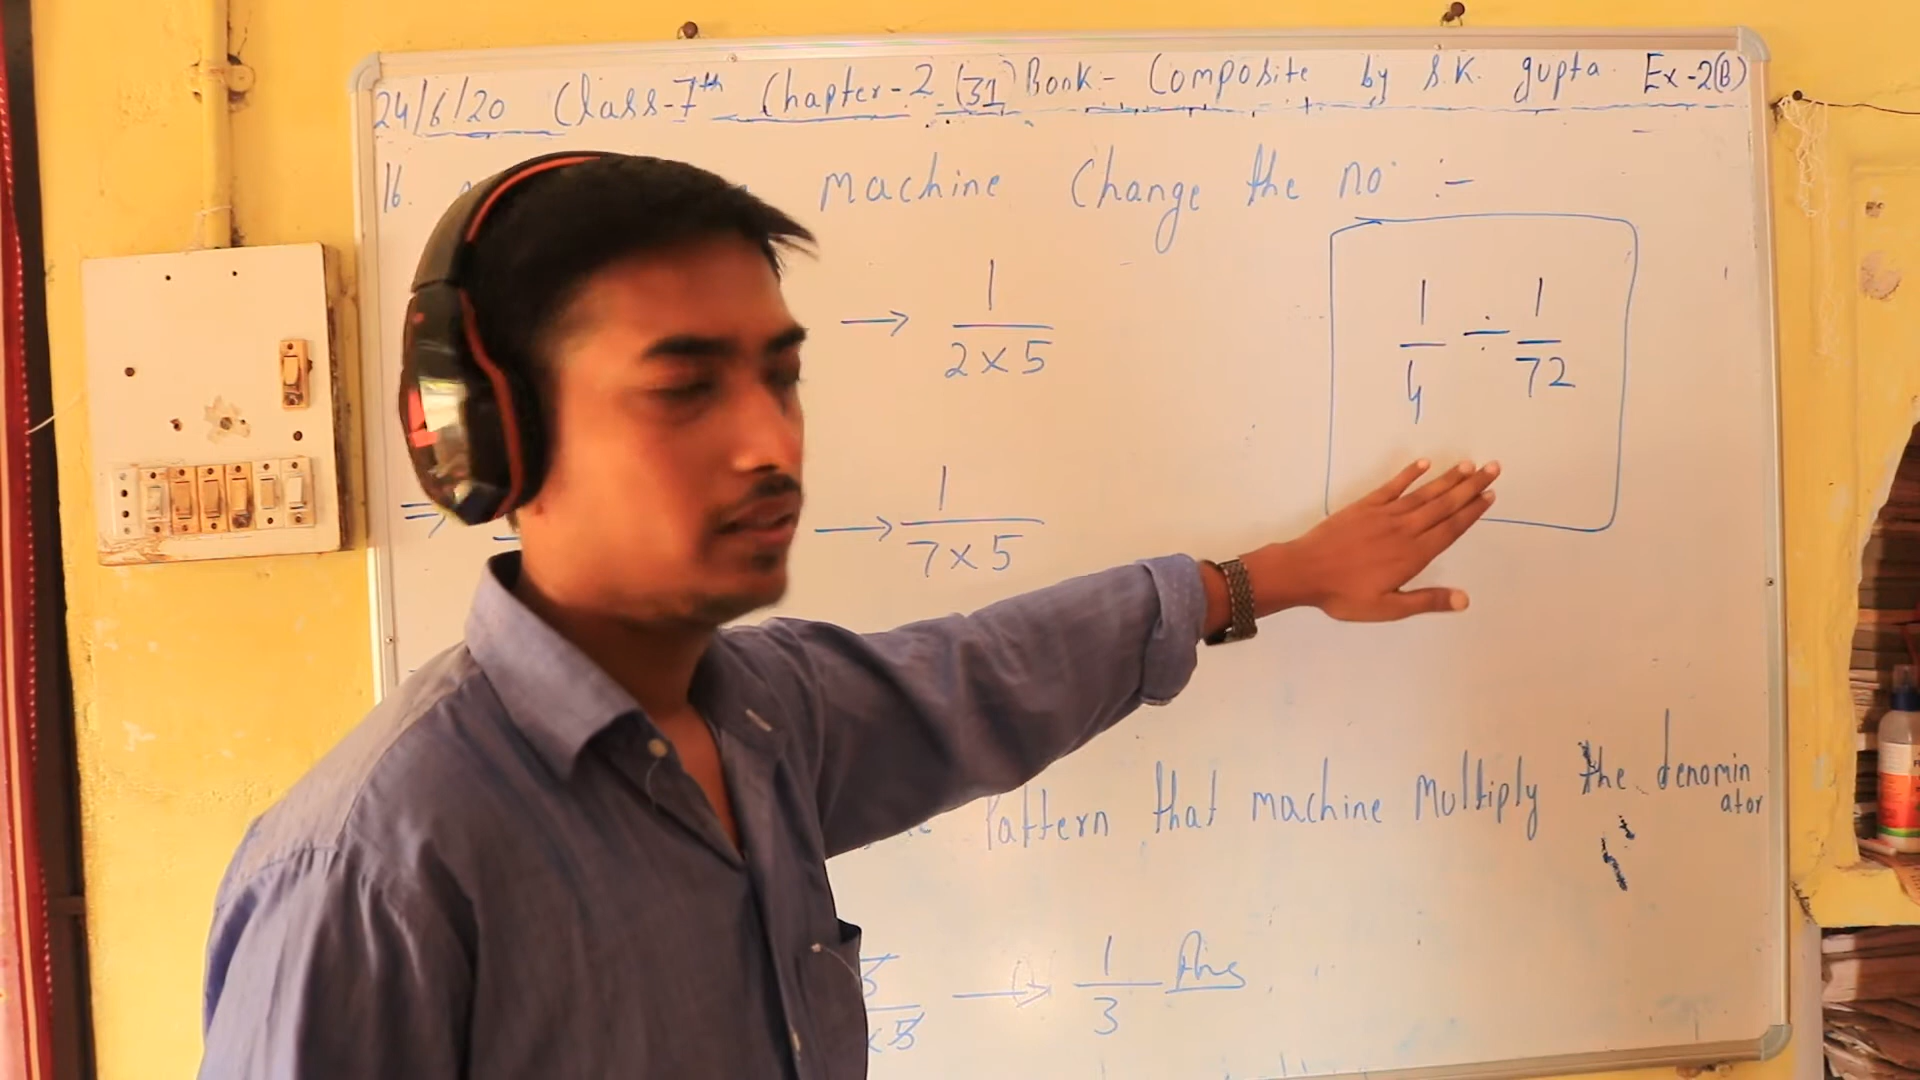 24/6/20 Class-7th Chapter-2 (31) Book:- Composite by S.K. gupta Ex-2(B)
16. machine Change the no :-
→ 1/(2×5)
1/4 ÷ 1/72
⇒ → 1/(7×5)
Pattern that machine Multiply the denominator
5/×5 → 1/3 Ans